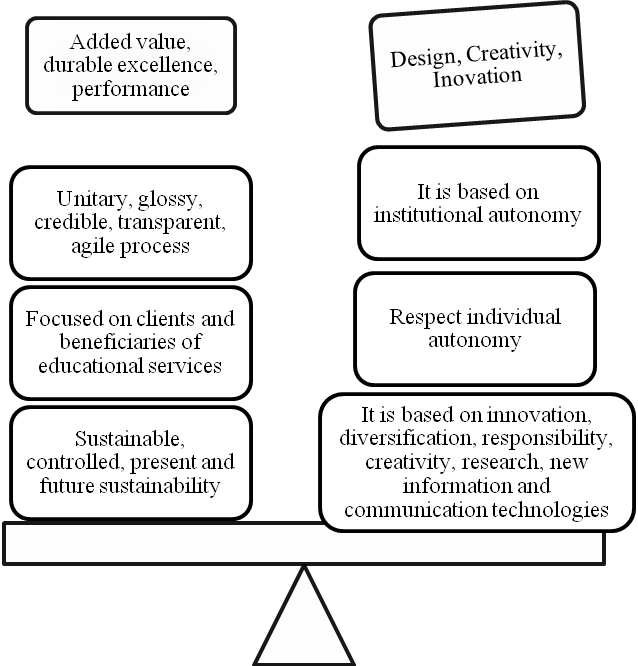 Added value,
durable excellence,
performance
Design, Creativity,
Inovation
Unitary, glossy,
credible, transparent,
agile process
It is based on
institutional autonomy
Focused on clients and
beneficiaries of
educational services
Respect individual
autonomy
Sustainable,
controlled, present and
future sustainability
It is based on innovation,
diversification, responsibility,
creativity, research, new
information and
communication technologies